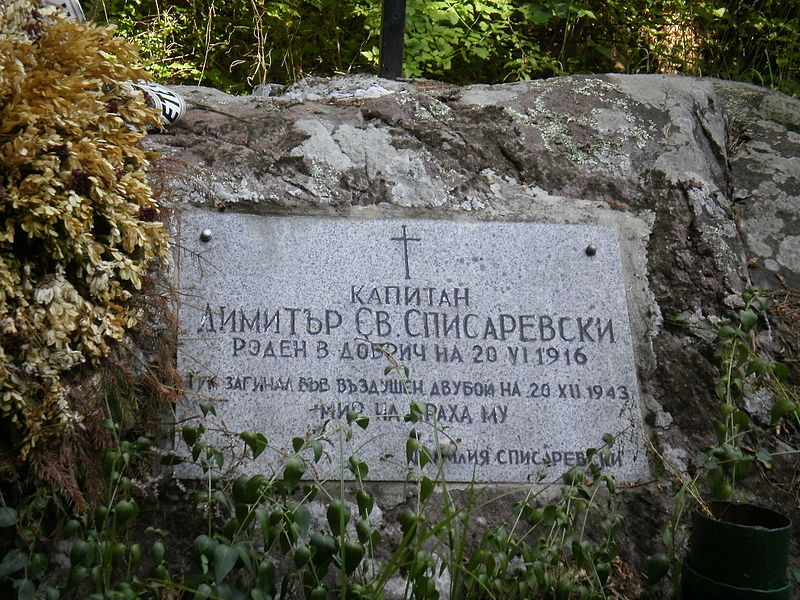 КАПИТАН
ДИМИТЪР СВ. СПИСАРЕВСКИ
РОДЕН В ДОБРИЧ НА 20 VI 1916
ТУК ЗАГИНАЛ ВЪВ ВЪЗДУШЕН ДВУБОЙ НА 20 XII 1943
МИР НА ПРАХА МУ
СПИСАРЕВСКИ